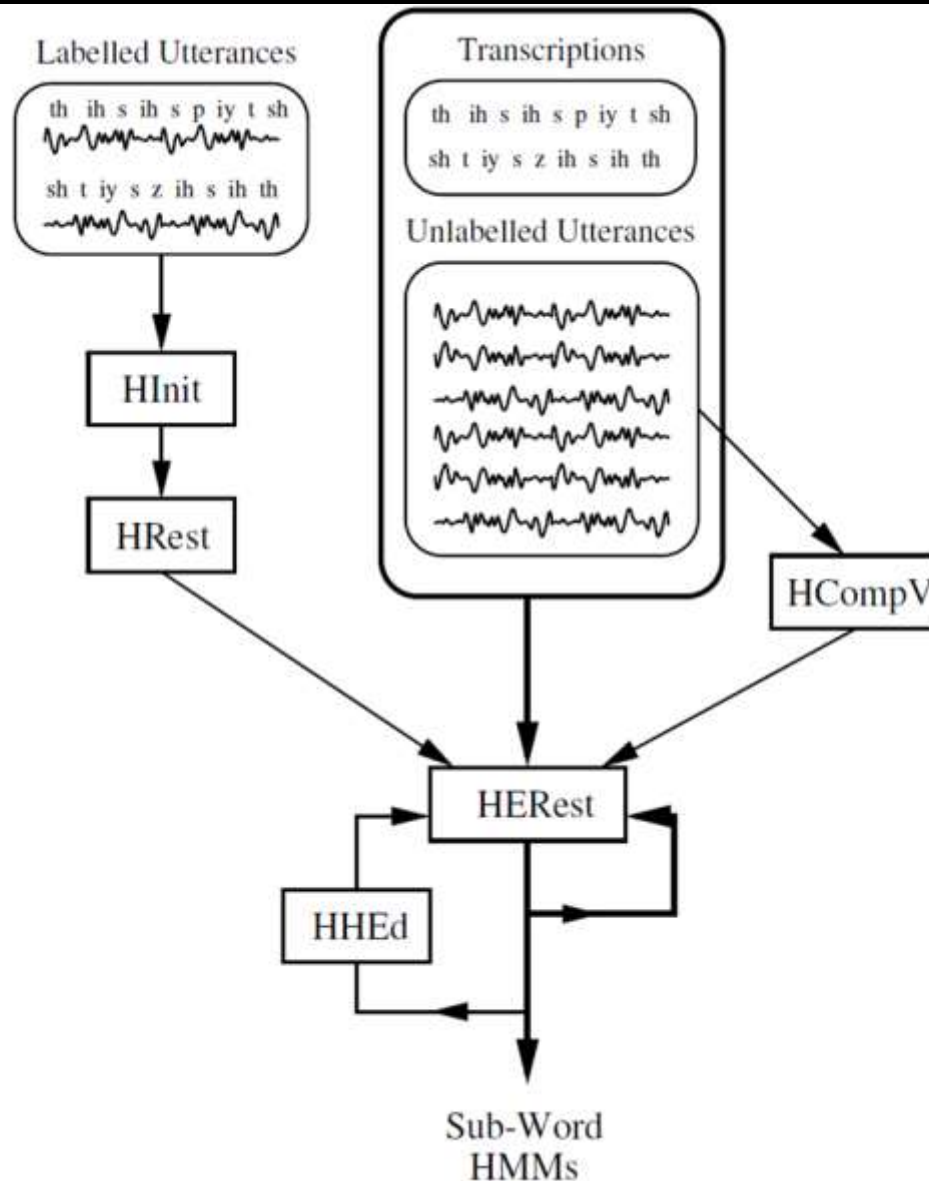 Labelled Utterances
th ih s ih s p iy t sh
sh t iy s z ih s ih th
Transcriptions
th ih s ih s p iy t sh
sh t iy s z ih s ih th
Unlabelled Utterances
HInit
HRest
HCompV
HERest
HHEd
Sub-Word
HMMs